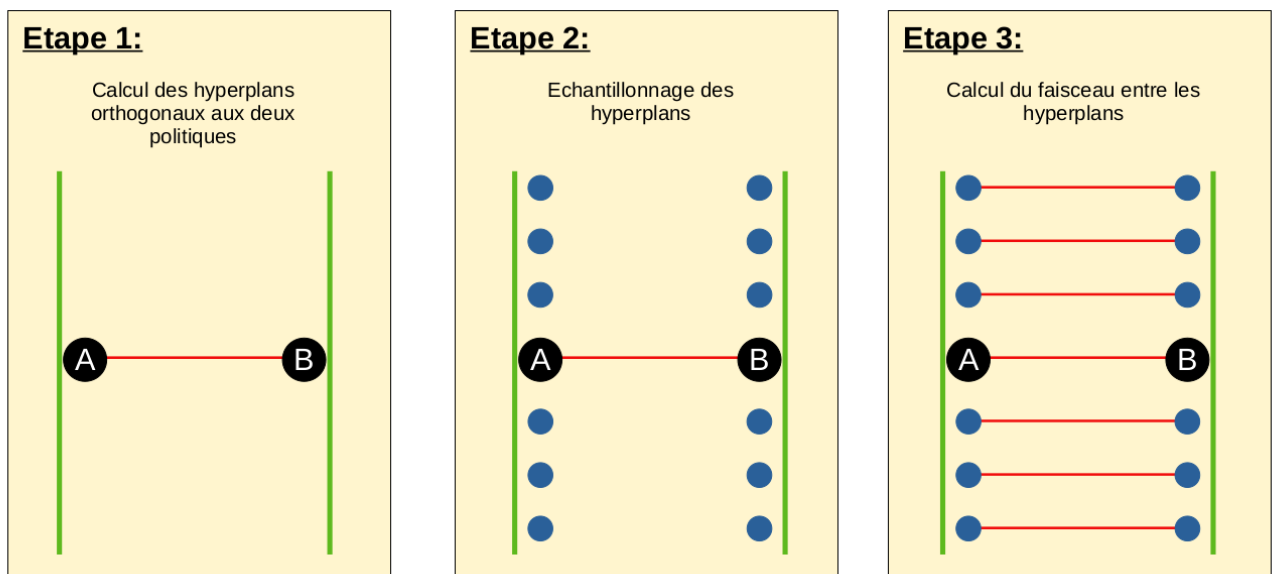 Etape 1:
Calcul des hyperplans
orthogonaux aux deux
politiques
A
B
Etape 2:
Echantillonnage des
hyperplans
A
B
Etape 3:
Calcul du faisceau entre les
hyperplans
A
B